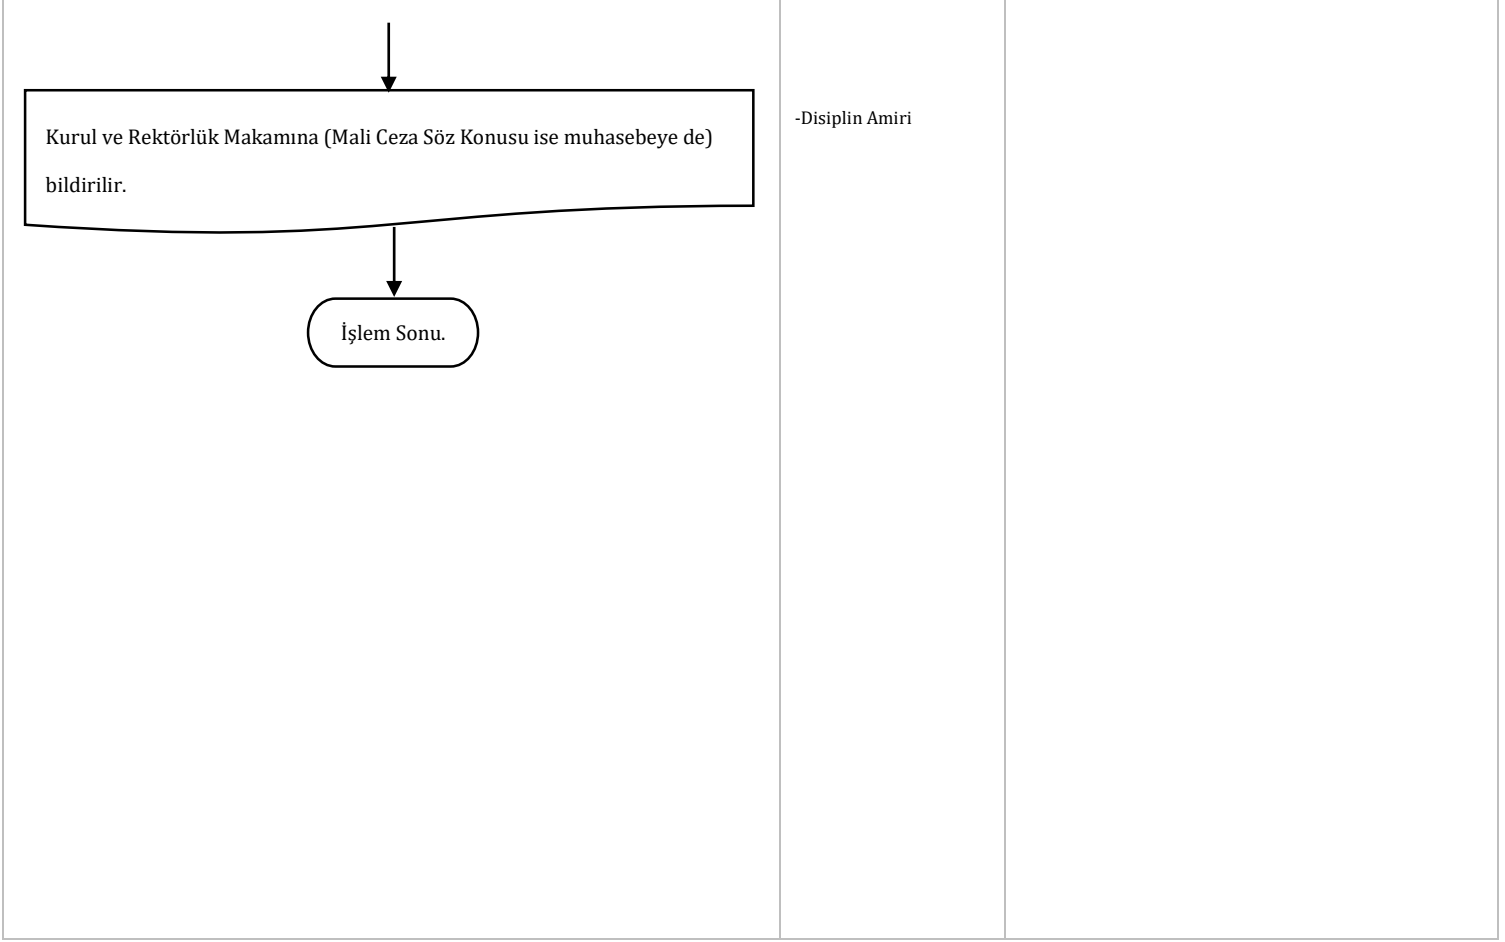 Kurul ve Rektörlük Makamına (Mali Ceza Söz Konusu ise muhasebeye de)
bildirilir.
-Disiplin Amiri
İşlem Sonu.